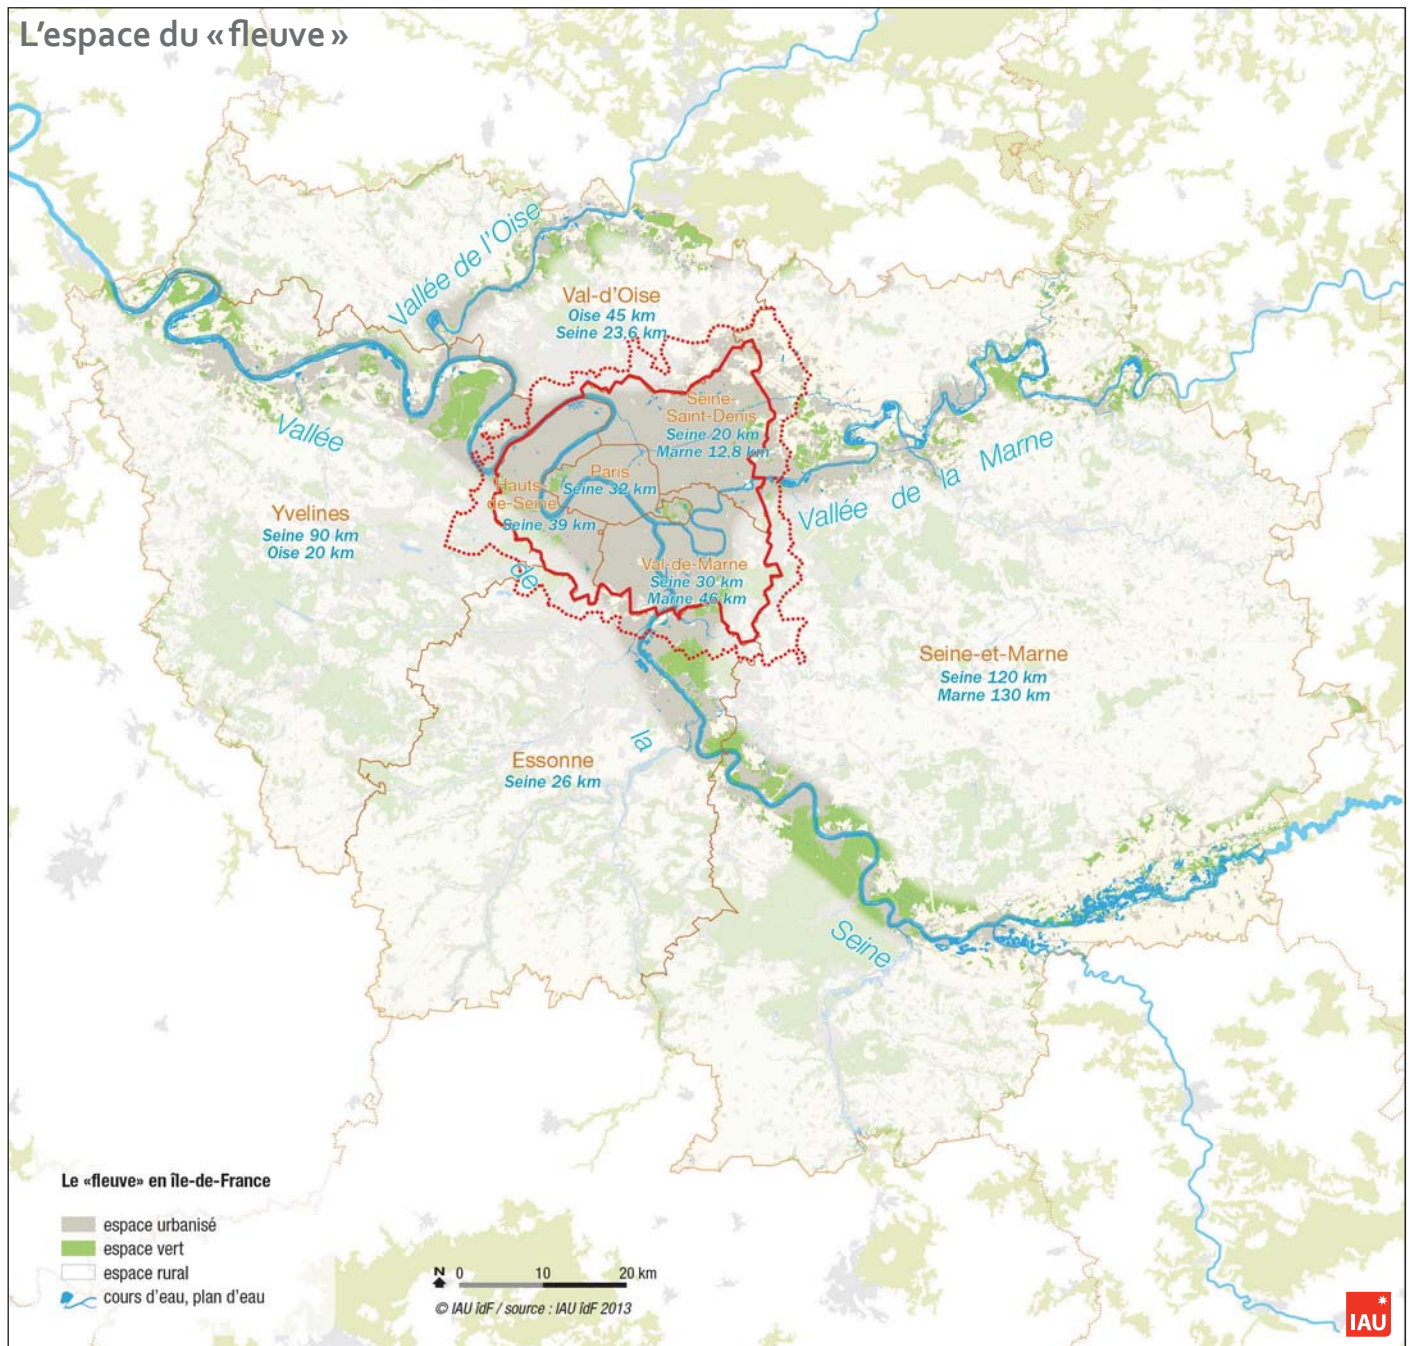 L'espace du « fleuve »
Vallée de l'Oise
Val-d'Oise
Oise 45 km
Seine 23,6 km
Seine-
Saint-Denis
Seine 20 km
Marne 12,8 km
Vallée
Paris
Seine 32 km
Hauts-
de-Seine
Seine 39 km
Vallée de la Marne
Yvelines
Seine 90 km
Oise 20 km
de
Val-de-Marne
Seine 30 km
Marne 46 km
Seine-et-Marne
Seine 120 km
Marne 130 km
la
Essonne
Seine 26 km
Seine
Le «fleuve» en île-de-France
espace urbanisé
espace vert
espace rural
cours d'eau, plan d'eau
N 0 10 20 km
© IAU îdF / source : IAU îdF 2013
IAU